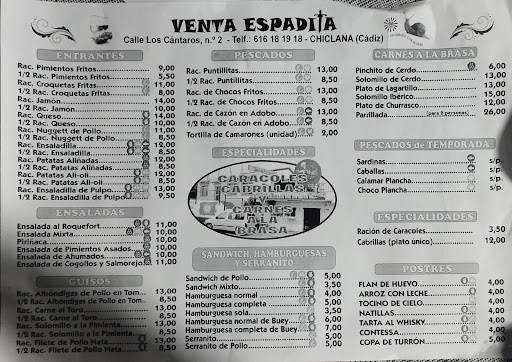 VENTA ESPADITA
Calle Los Cántaros, n.º 2 - Telf.: 616 18 19 18 - CHICLANA (Cádiz)
ENTRANTES
Rac. Pimientos Fritos 9,00
1/2 Rac. Pimientos Fritos 5,50
Rac. Croquetas Fritas 11,00
1/2 Rac. Croquetas Fritas 8,00
Rac. Jamón 14,00
1/2 Rac. Jamón 10,00
Rac. Queso 14,00
1/2 Rac. Queso 10,00
Rac. Nuggett de Pollo 11,00
1/2 Rac. Nuggett de Pollo 8,50
Rac. Ensaladilla 12,00
1/2 Rac. Ensaladilla 8,50
Rac. Patatas Aliñadas 11,00
1/2 Rac. Patatas Aliñadas 8,50
Rac. Patatas Ali-oli 11,00
1/2 Rac. Patatas Ali-oli 8,50
Rac. Ensaladilla de Pulpo 13,00
1/2 Rac. Ensaladilla de Pulpo 9,50
ENSALADAS
Ensalada al Roquefort 11,00
Ensalada Mixta 11,00
Piriñaca 10,00
Ensalada de Pimientos Asados 10,00
Ensalada de Ahumados 11,00
Ensalada de Cogollos y Salmorejo 11,00
GUISOS
Rac. Albóndigas de Pollo en Tom. 13,00
1/2 Rac. Albóndigas de Pollo en Tom. 8,50
Rac. Carne al Toro 13,00
1/2 Rac. Carne al Toro 8,50
Rac. Solomillo a la Pimienta 13,00
1/2 Rac. Solomillo a la Pimienta 8,50
Rac. Filete de Pollo Nata 13,00
1/2 Rac. Filete Pollo Nata 8,50
PESCADOS
Rac. Puntillitas 13,00
1/2 Rac. Puntillitas 8,50
Rac. de Chocos Fritos 13,00
1/2 Rac. de Chocos Fritos 8,50
Rac. de Cazón en Adobo 13,00
1/2 Rac. de Cazón en Adobo 8,50
Tortilla de Camarones (unidad) 9,00
ESPECIALIDADES
CARACOLES
CABRILLAS
Y
CARNES
A LA
BRASA
SANDWICH, HAMBURGUESAS
Y SERRANITO
Sandwich de Pollo 5,00
Sandwich Mixto 3,50
Hamburguesa normal 4,00
Hamburguesa completa 5,00
Hamburguesa sola 3,50
Hamburguesa normal de Buey 4,00
Hamburguesa completa de Buey 7,00
Serranito 5,00
Serranito de Pollo 5,00
CARNES A LA BRASA
Pinchito de Cerdo 6,00
Solomillo de Cerdo 13,00
Plato de Lagartillo 13,00
Solomillo Ibérico 15,00
Plato de Churrasco 12,00
Parrillada (para 2 personas) 26,00
PESCADOS de TEMPORADA
Sardinas s/p.
Caballas s/p.
Calamar Plancha s/p.
Choco Plancha s/p.
ESPECIALIDADES
Ración de Caracoles 3,50
Cabrillas (plato único) 12,00
POSTRES
FLAN DE HUEVO 4,00
ARROZ CON LECHE 4,00
TOCINO DE CIELO 4,00
NATILLAS 4,00
TARTA AL WHISKY 4,00
CONTESSA 4,00
COPA DE TURRÓN 5,00